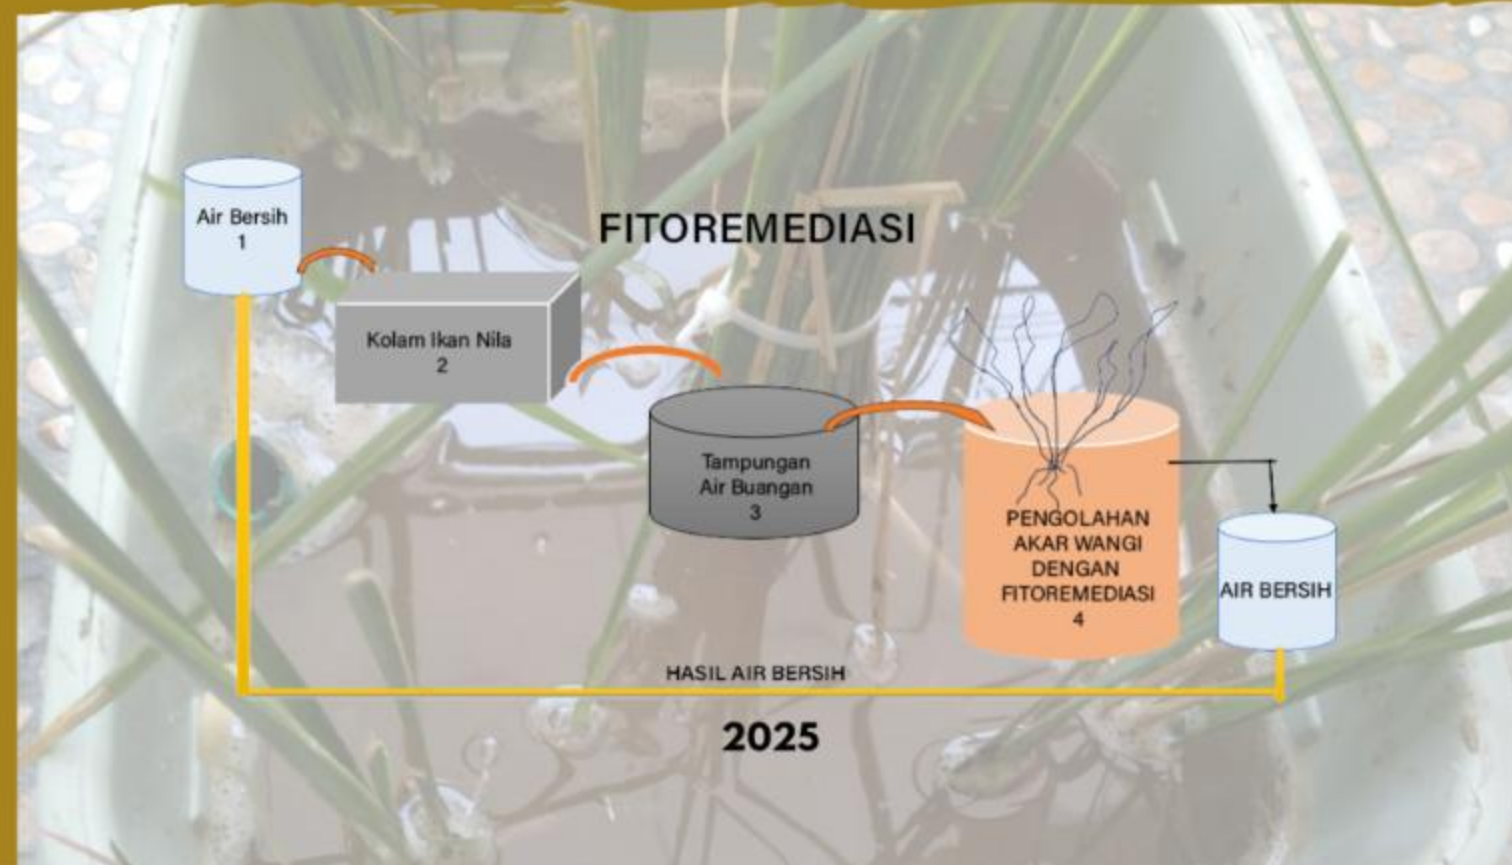 FITOREMEDIASI
Air Bersih
1
Kolam Ikan Nila
2
Tampungan
Air Buangan
3
PENGOLAHAN
AKAR WANGI
DENGAN
FITOREMEDIASI
4
AIR BERSIH
HASIL AIR BERSIH
2025